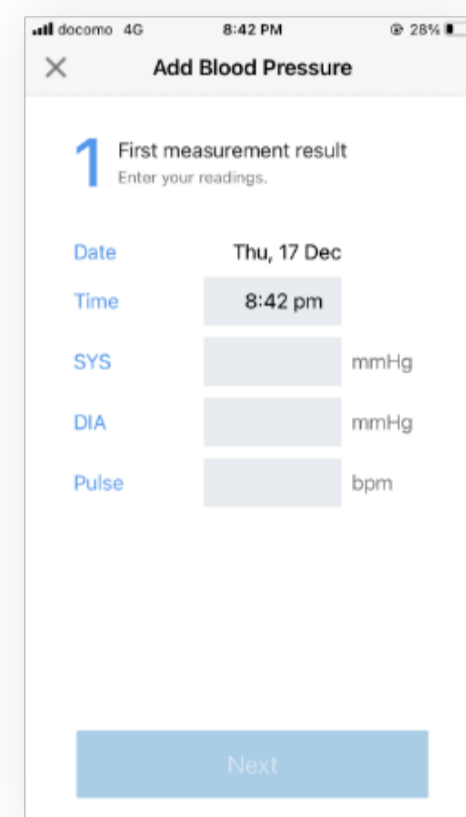 docomo 4G 8:42 PM 28%
Add Blood Pressure
1 First measurement result
Enter your readings.
Date Thu, 17 Dec
Time 8:42 pm
SYS mmHg
DIA mmHg
Pulse bpm
Next